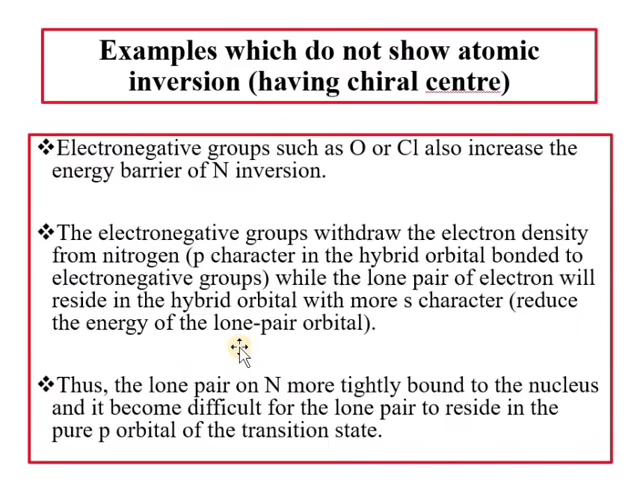 Examples which do not show atomic
inversion (having chiral centre)
❖Electronegative groups such as O or Cl also increase the
energy barrier of N inversion.
❖The electronegative groups withdraw the electron density
from nitrogen (p character in the hybrid orbital bonded to
electronegative groups) while the lone pair of electron will
reside in the hybrid orbital with more s character (reduce
the energy of the lone-pair orbital).
❖Thus, the lone pair on N more tightly bound to the nucleus
and it become difficult for the lone pair to reside in the
pure p orbital of the transition state.